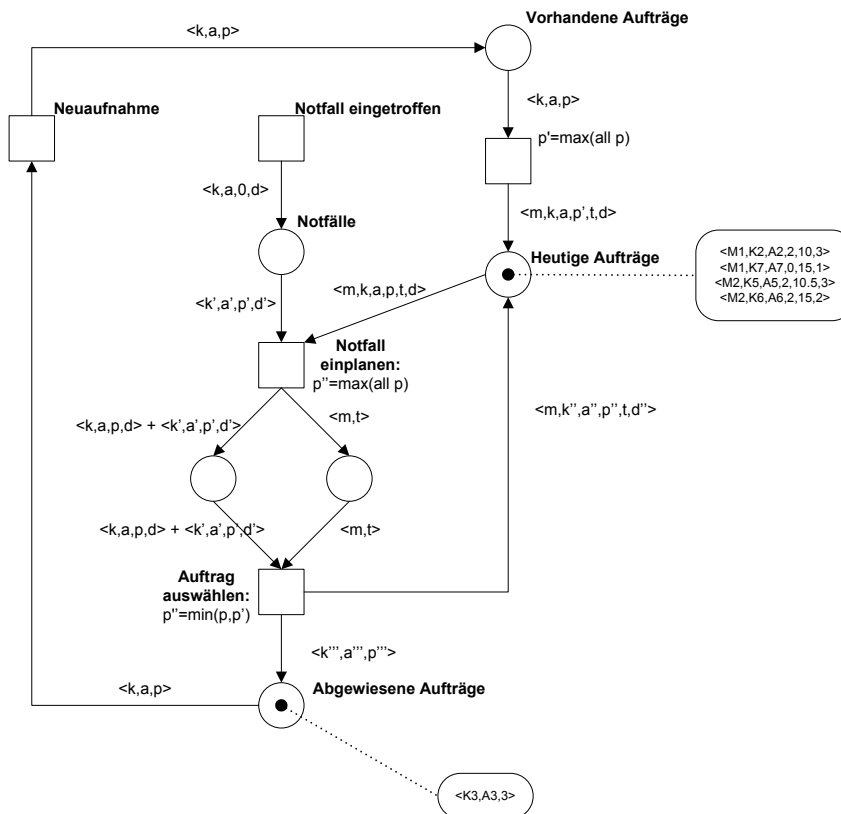 Vorhandene Aufträge
<k,a,p>
Neuaufnahme
Notfall eingetroffen
<k,a,p>
p'=max(all p)
<k,a,0,d>
<m,k,a,p',t,d>
Notfälle
Heutige Aufträge
<M1,K2,A2,2,10,3>
<M1,K7,A7,0,15,1>
<M2,K5,A5,2,10.5,3>
<M2,K6,A6,2,15,2>
<k',a',p',d'>
<m,k,a,p,t,d>
Notfall
einplanen:
p''=max(all p)
<k,a,p,d> + <k',a',p',d'>
<m,t>
<m,k'',a'',p'',t,d''>
<k,a,p,d> + <k',a',p',d'>
<m,t>
Auftrag
auswählen:
p''=min(p,p')
<k''',a''',p'''>
<k,a,p>
Abgewiesene Aufträge
<K3,A3,3>